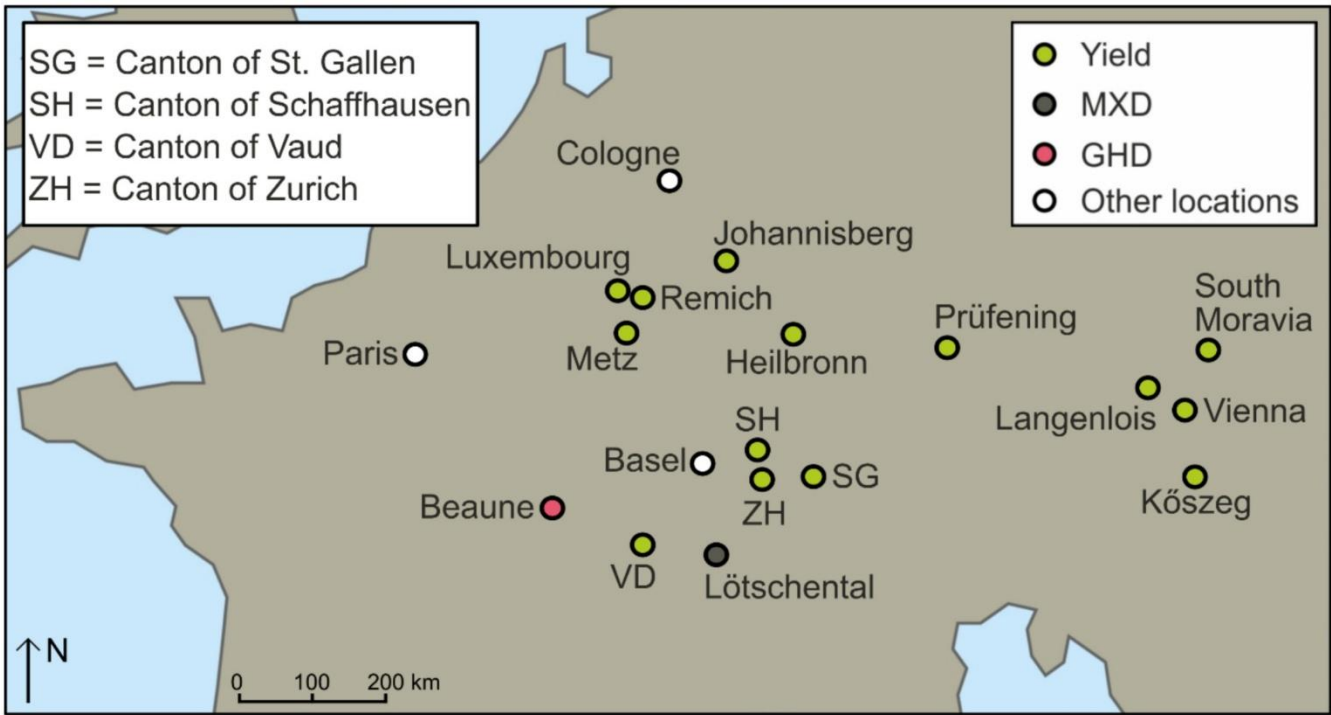 SG = Canton of St. Gallen
SH = Canton of Schaffhausen
VD = Canton of Vaud
ZH = Canton of Zurich
Yield
MXD
GHD
Other locations
Cologne
Johannisberg
Luxembourg
Remich
South
Moravia
Prüfening
Paris
Metz
Heilbronn
Langenlois
Vienna
SH
Basel
SG
Beaune
ZH
Kőszeg
VD
Lötschental
N
0 100 200 km